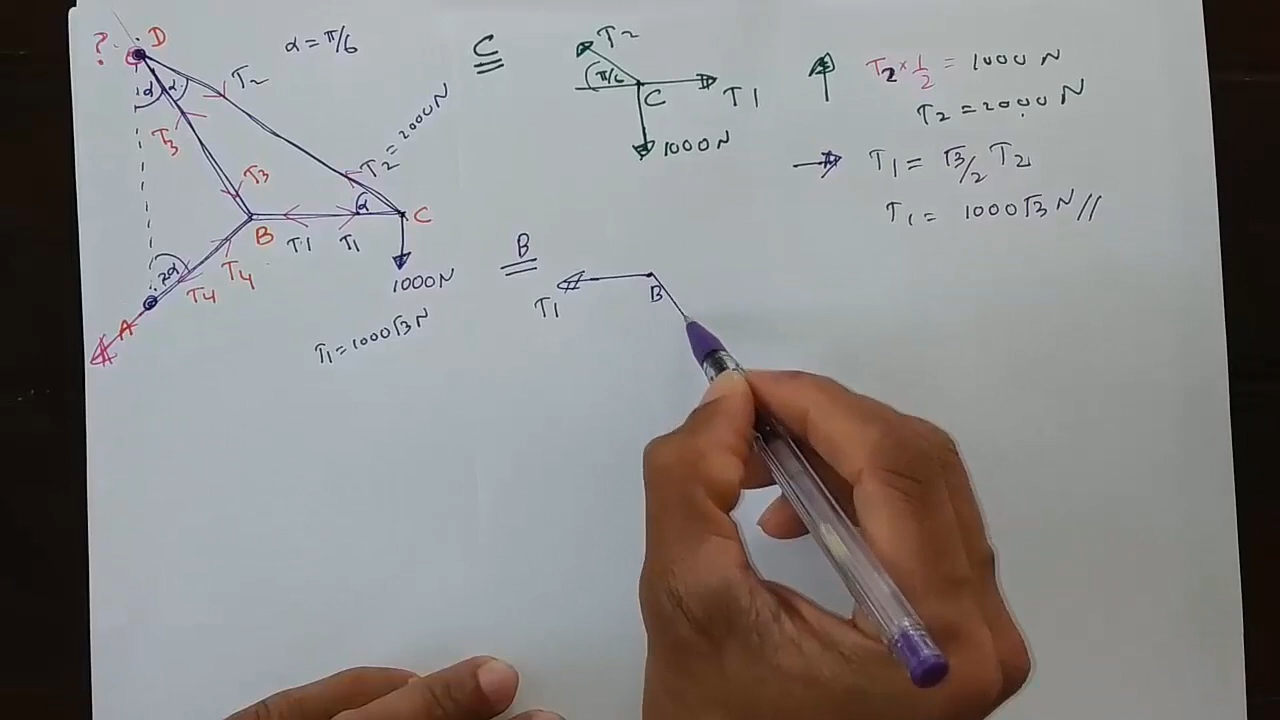 ? D
α = π/6
α α
T2
T3
T3
T2 = 2000N
α
C
B
T1 T1
1000N
2α
T4
T4
A
T1 = 1000√3 N
C
T2
π/6
C
T1
1000N
T2 × 1/2 = 1000 N
T2 = 2000 N
T1 = √3/2 T2
T1 = 1000√3 N //
B
B
T1